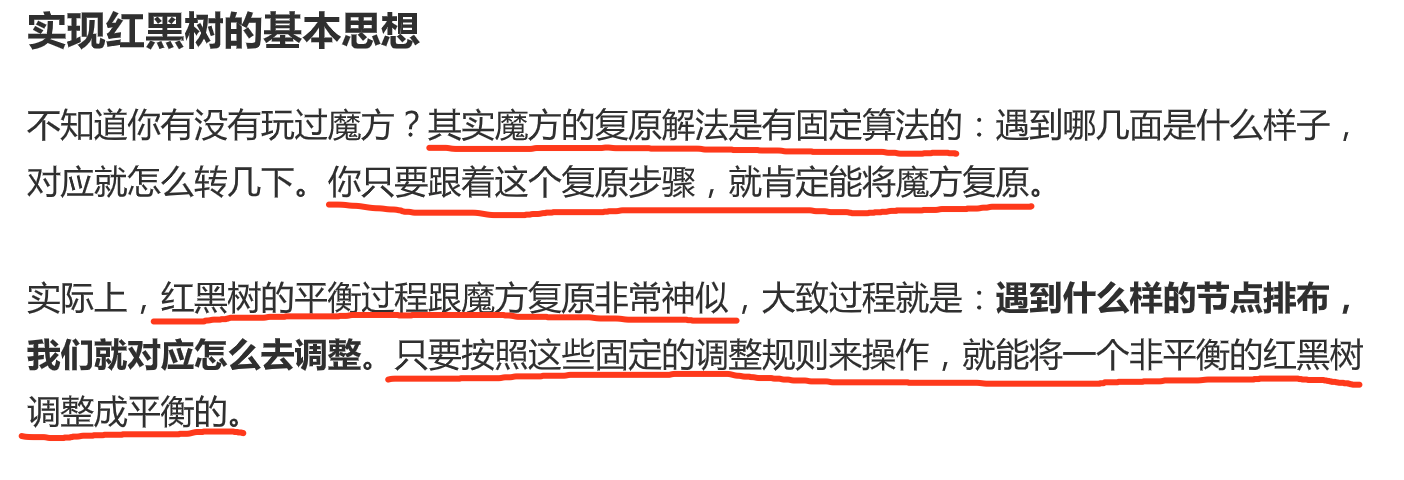 实现红黑树的基本思想
不知道你有没有玩过魔方？其实魔方的复原解法是有固定算法的：遇到哪几面是什么样子，
对应就怎么转几下。你只要跟着这个复原步骤，就肯定能将魔方复原。
实际上，红黑树的平衡过程跟魔方复原非常神似，大致过程就是：遇到什么样的节点排布，
我们就对应怎么去调整。只要按照这些固定的调整规则来操作，就能将一个非平衡的红黑树
调整成平衡的。